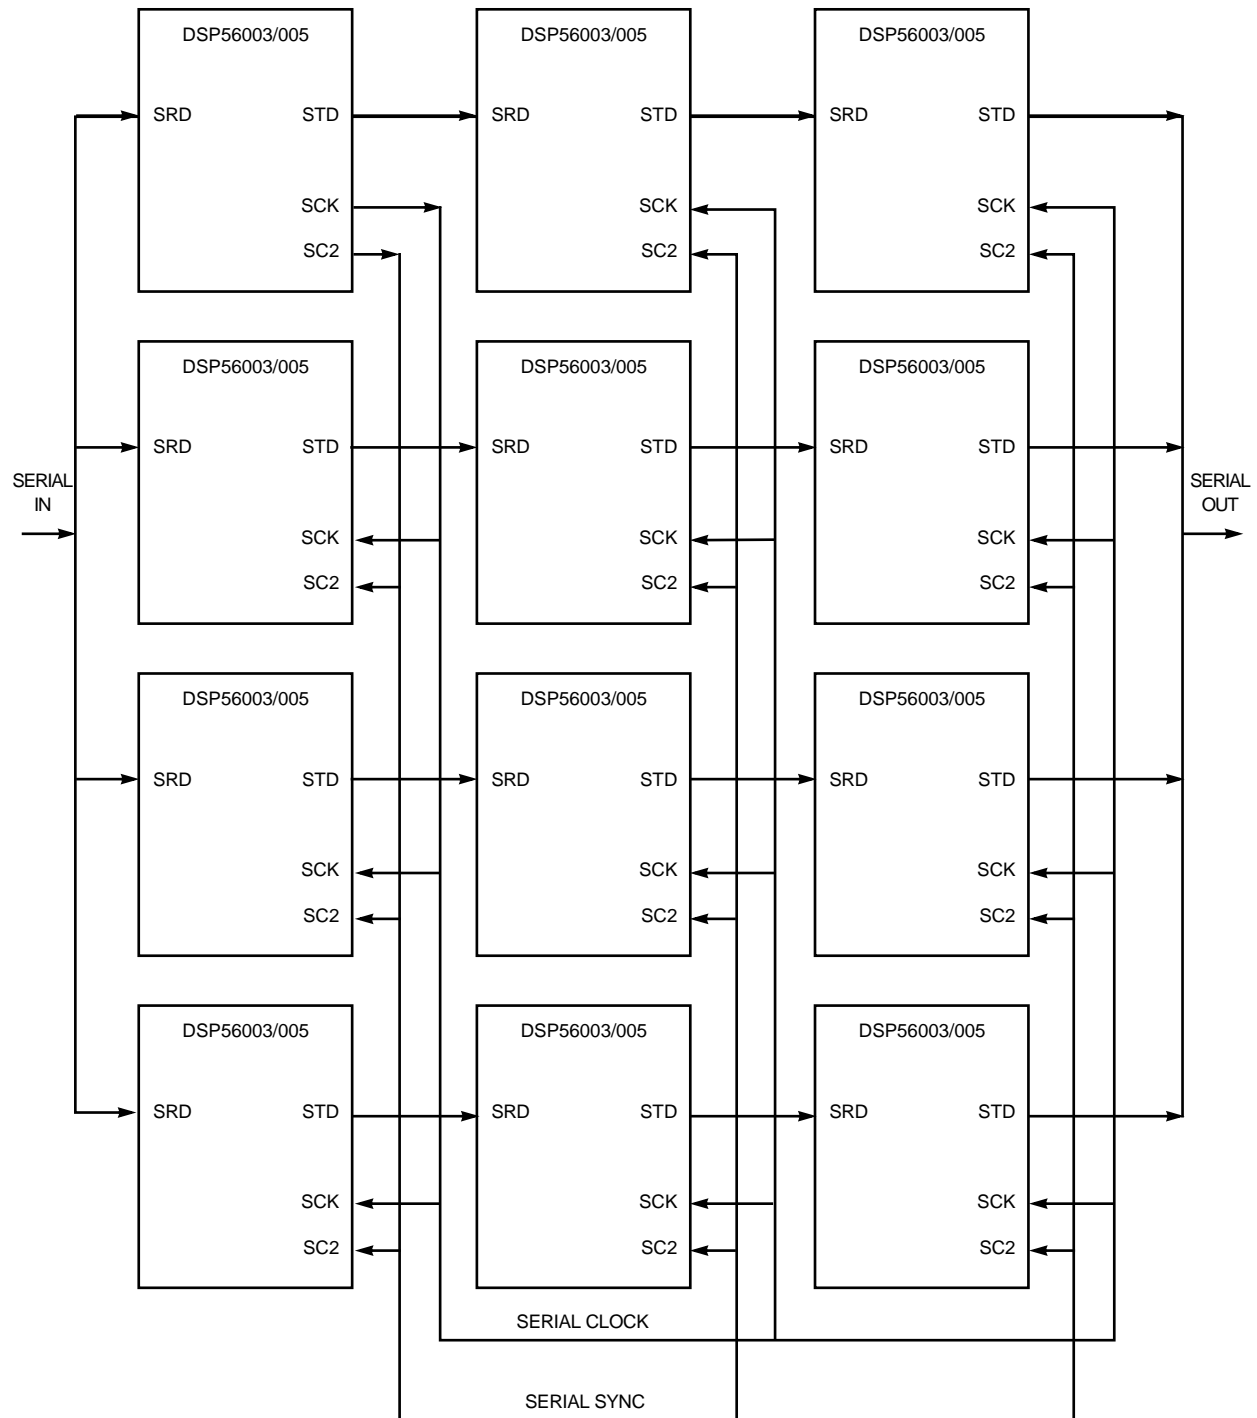 DSP56003/005 DSP56003/005 DSP56003/005
SRD STD SRD STD SRD STD
SCK SCK SCK
SC2 SC2 SC2
DSP56003/005 DSP56003/005 DSP56003/005
SRD STD SRD STD SRD STD
SERIAL
IN
SERIAL
OUT
SCK SCK SCK
SC2 SC2 SC2
DSP56003/005 DSP56003/005 DSP56003/005
SRD STD SRD STD SRD STD
SCK SCK SCK
SC2 SC2 SC2
DSP56003/005 DSP56003/005 DSP56003/005
SRD STD SRD STD SRD STD
SCK SCK SCK
SC2 SC2 SC2
SERIAL CLOCK
SERIAL SYNC